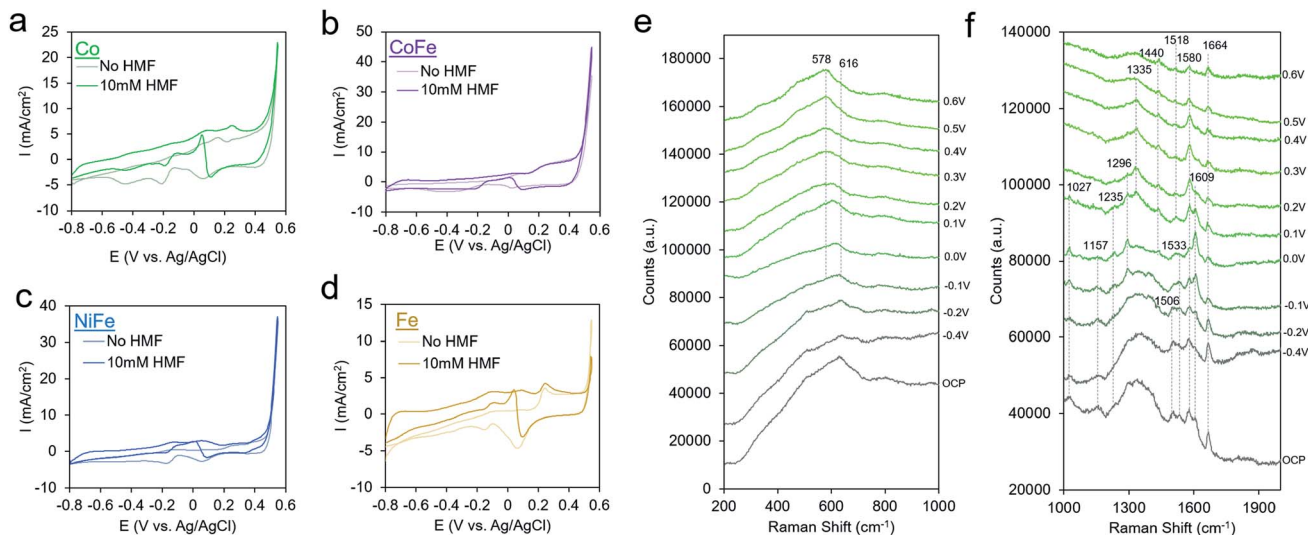 a
Co
No HMF
10mM HMF
I (mA/cm²)
25
20
15
10
5
0
-5
-10
-0.8 -0.6 -0.4 -0.2 0 0.2 0.4 0.6
E (V vs. Ag/AgCl)
b
CoFe
No HMF
10mM HMF
I (mA/cm²)
60
50
40
30
20
10
0
-10
-0.8 -0.6 -0.4 -0.2 0 0.2 0.4 0.6
E (V vs. Ag/AgCl)
c
NiFe
No HMF
10mM HMF
I (mA/cm²)
40
30
20
10
0
-10
-0.8 -0.6 -0.4 -0.2 0 0.2 0.4 0.6
E (V vs. Ag/AgCl)
d
Fe
No HMF
10mM HMF
I (mA/cm²)
15
10
5
0
-5
-10
-0.8 -0.6 -0.4 -0.2 0 0.2 0.4 0.6
E (V vs. Ag/AgCl)
e
Counts (a.u.)
180000
160000
140000
120000
100000
80000
60000
40000
20000
0
578
616
0.6V
0.5V
0.4V
0.3V
0.2V
0.1V
0.0V
-0.1V
-0.2V
-0.4V
OCP
200 400 600 800 1000
Raman Shift (cm⁻¹)
f
Counts (a.u.)
140000
120000
100000
80000
60000
40000
20000
1518
1440
1664
1335
1580
1296
1609
1027
1235
1157
1533
1506
0.6V
0.5V
0.4V
0.3V
0.2V
0.1V
0.0V
-0.1V
-0.2V
-0.4V
OCP
1000 1300 1600 1900
Raman Shift (cm⁻¹)